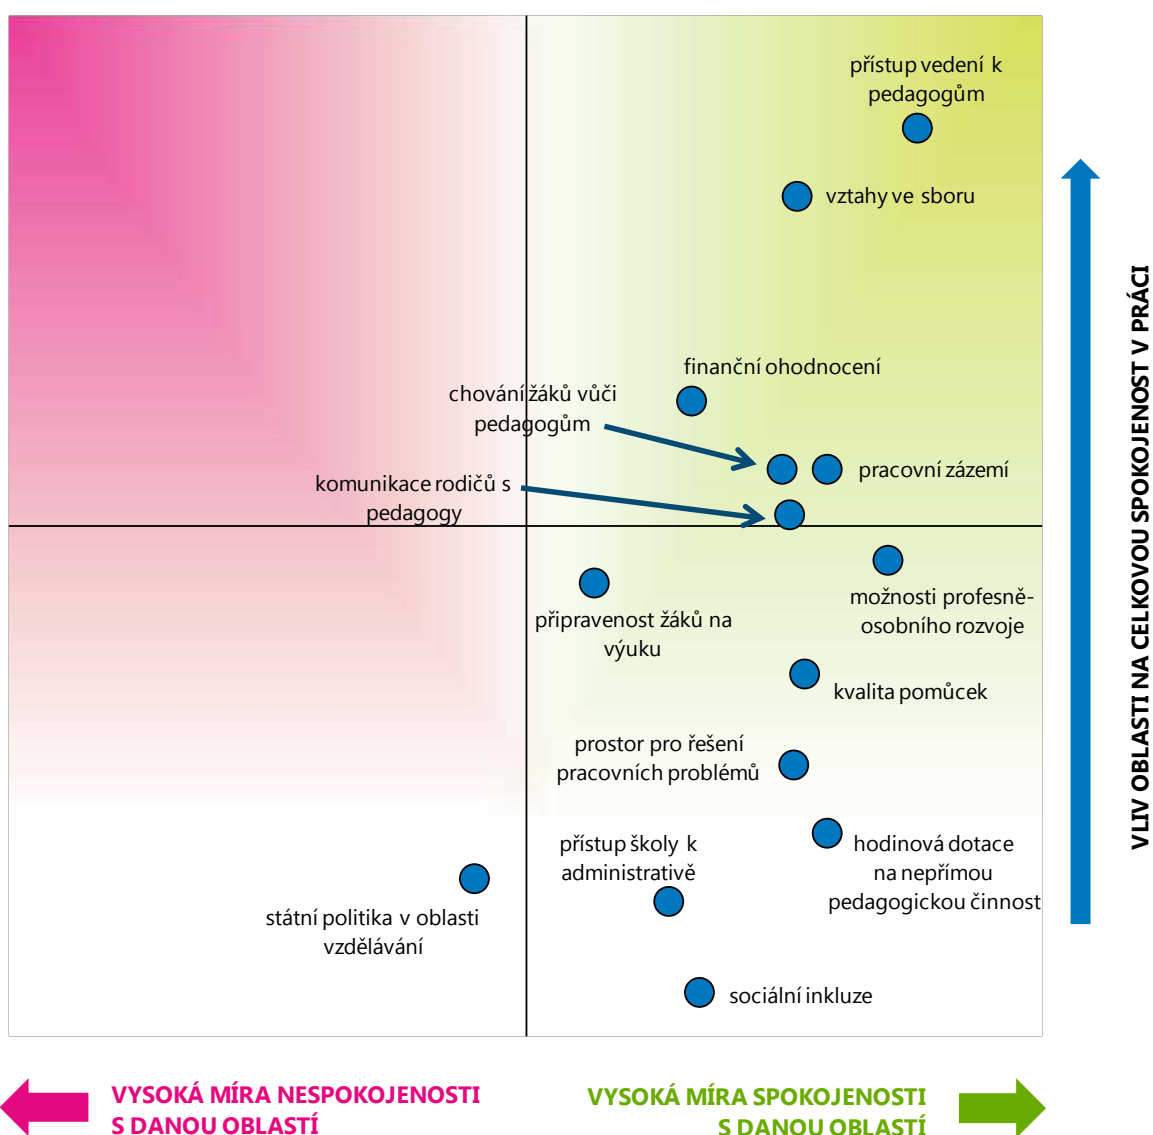 přístup vedení k
pedagogům
vztahy ve sboru
finanční ohodnocení
chování žáků vůči
pedagogům
pracovní zázemí
komunikace rodičů s
pedagogy
možnosti profesně-
osobního rozvoje
připravenost žáků na
výuku
kvalita pomůcek
prostor pro řešení
pracovních problémů
hodinová dotace
na nepřímou
pedagogickou činnost
přístup školy k
administrativě
státní politika v oblasti
vzdělávání
sociální inkluze
VLIV OBLASTI NA CELKOVOU SPOKOJENOST V PRÁCI
VYSOKÁ MÍRA NESPOKOJENOSTI
S DANOU OBLASTÍ
VYSOKÁ MÍRA SPOKOJENOSTI
S DANOU OBLASTÍ